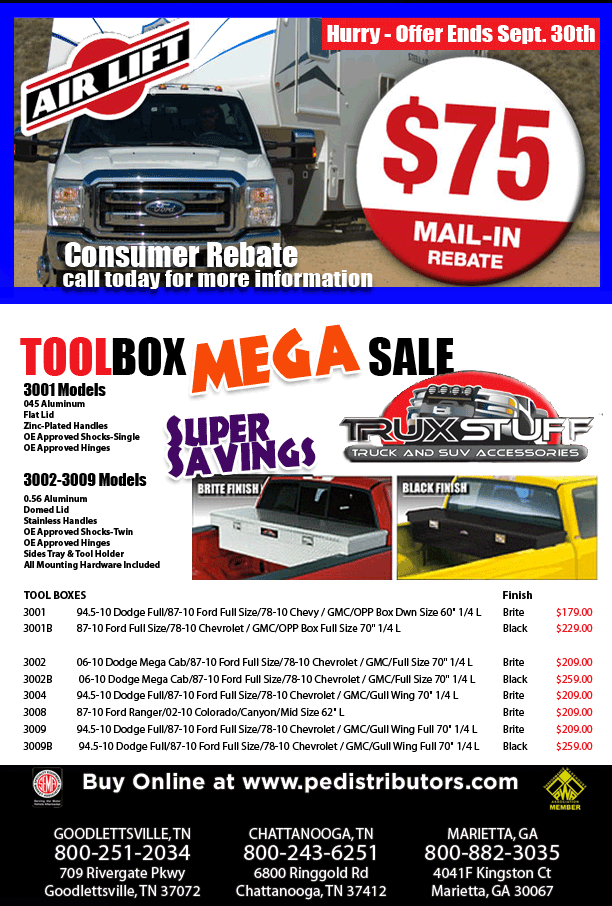 AIR LIFT
Hurry - Offer Ends Sept. 30th
$75
MAIL-IN
REBATE
Ford
Consumer Rebate
call today for more information
TOOLBOX MEGA SALE
3001 Models
045 Aluminum
Flat Lid
Zinc-Plated Handles
OE Approved Shocks-Single
OE Approved Hinges
SUPER
SAVINGS
TRUXSTUFF
TRUCK AND SUV ACCESSORIES
3002-3009 Models
0.56 Aluminum
Domed Lid
Stainless Handles
OE Approved Shocks-Twin
OE Approved Hinges
Sides Tray & Tool Holder
All Mounting Hardware Included
BRITE FINISH
BLACK FINISH
TOOL BOXES Finish
3001 94.5-10 Dodge Full/87-10 Ford Full Size/78-10 Chevy / GMC/OPP Box Dwn Size 60" 1/4 L Brite $179.00
3001B 87-10 Ford Full Size/78-10 Chevrolet / GMC/OPP Box Full Size 70" 1/4 L Black $229.00
3002 06-10 Dodge Mega Cab/87-10 Ford Full Size/78-10 Chevrolet / GMC/Full Size 70" 1/4 L Brite $209.00
3002B 06-10 Dodge Mega Cab/87-10 Ford Full Size/78-10 Chevrolet / GMC/Full Size 70" 1/4 L Black $259.00
3004 94.5-10 Dodge Full/87-10 Ford Full Size/78-10 Chevrolet / GMC/Gull Wing 70" 1/4 L Brite $209.00
3008 87-10 Ford Ranger/02-10 Colorado/Canyon/Mid Size 62" L Brite $209.00
3009 94.5-10 Dodge Full/87-10 Ford Full Size/78-10 Chevrolet / GMC/Gull Wing Full 70" 1/4 L Brite $209.00
3009B 94.5-10 Dodge Full/87-10 Ford Full Size/78-10 Chevrolet / GMC/Gull Wing Full 70" 1/4 L Black $259.00
SEMA
Buy Online at www.pedistributors.com
PWA
ASSOCIATION
MEMBER
GOODLETTSVILLE, TN CHATTANOOGA, TN MARIETTA, GA
800-251-2034 800-243-6251 800-882-3035
709 Rivergate Pkwy 6800 Ringgold Rd 4041F Kingston Ct
Goodlettsville, TN 37072 Chattanooga, TN 37412 Marietta, GA 30067